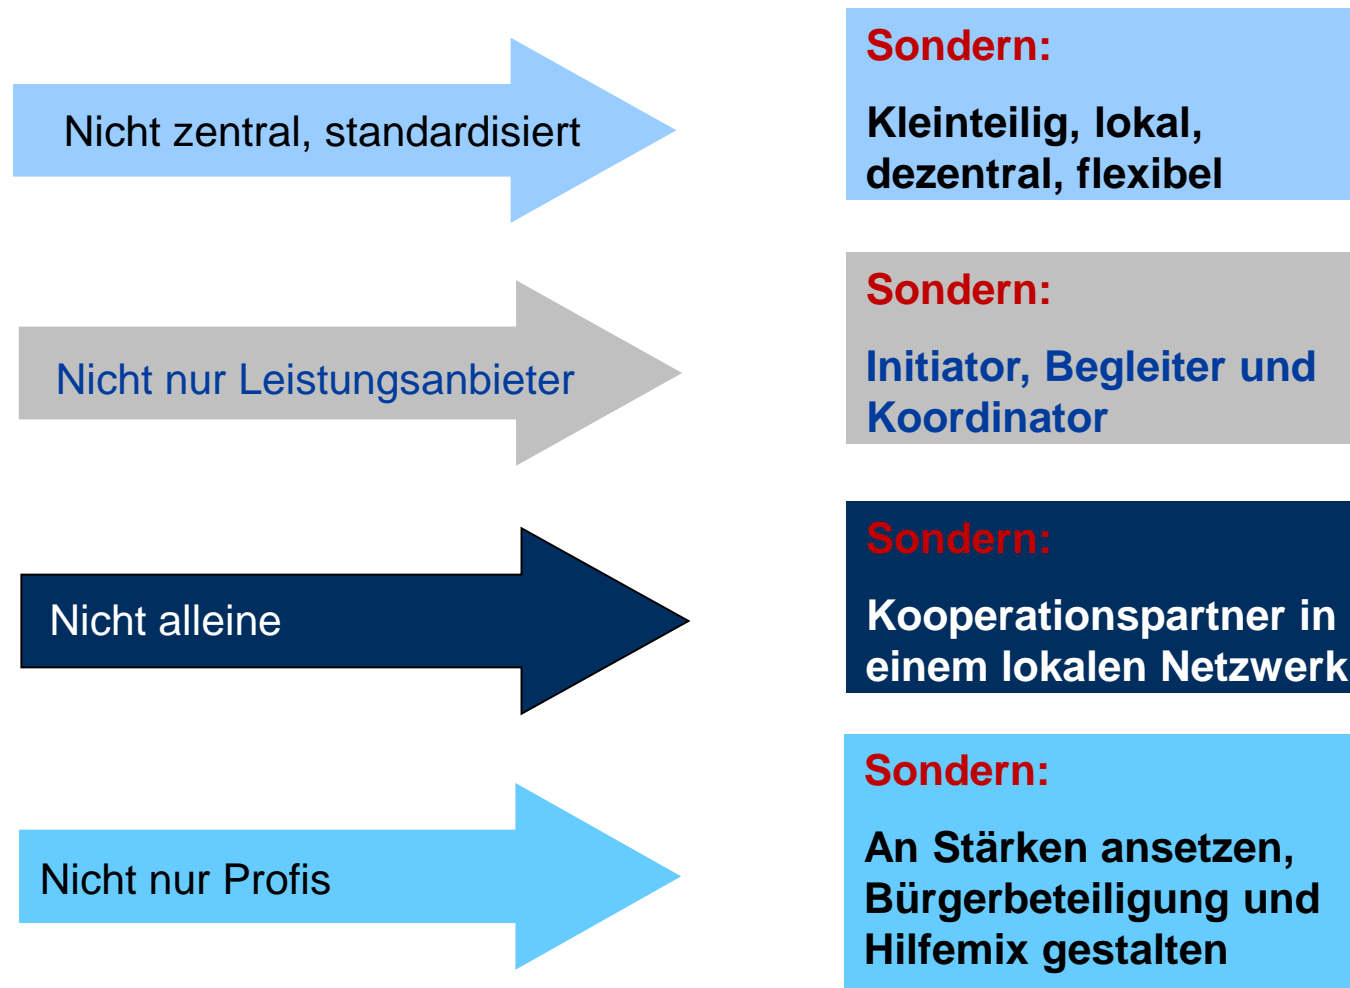 Nicht zentral, standardisiert
Sondern:
Kleinteilig, lokal,
dezentral, flexibel
Nicht nur Leistungsanbieter
Sondern:
Initiator, Begleiter und
Koordinator
Nicht alleine
Sondern:
Kooperationspartner in
einem lokalen Netzwerk
Nicht nur Profis
Sondern:
An Stärken ansetzen,
Bürgerbeteiligung und
Hilfemix gestalten